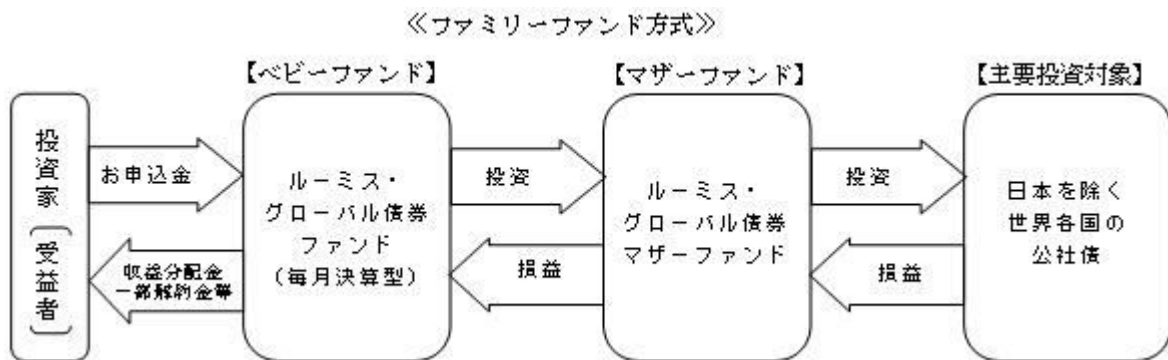 ≪ファミリーファンド方式≫
【ベビーファンド】
【マザーファンド】
【主要投資対象】
投資家〔受益者〕
お申込金
収益分配金
一部解約金等
ルーミス・
グローバル債券
ファンド
（毎月決算型）
投資
損益
ルーミス・
グローバル債券
マザーファンド
投資
損益
日本を除く
世界各国の
公社債